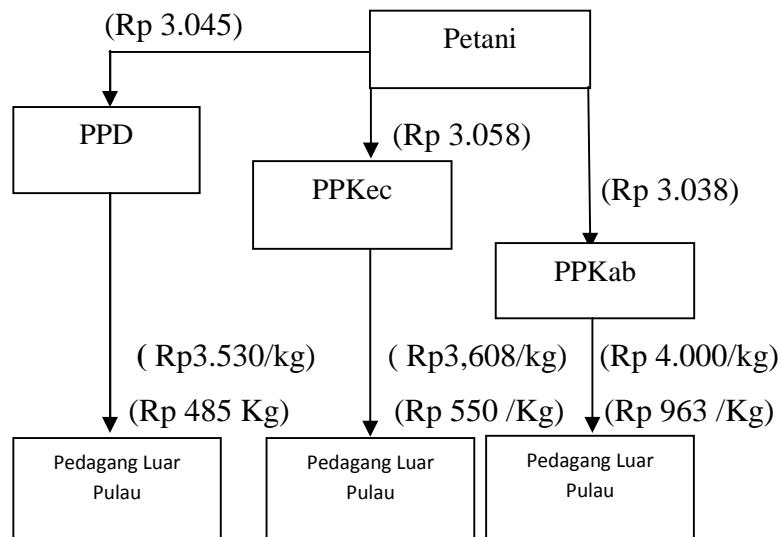 (Rp 3.045)
Petani
PPD
(Rp 3.058)
PPKec
(Rp 3.038)
PPKab
( Rp3.530/kg)
( Rp3,608/kg)
(Rp 4.000/kg)
(Rp 485 Kg)
(Rp 550 /Kg)
(Rp 963 /Kg)
Pedagang Luar
Pulau
Pedagang Luar
Pulau
Pedagang Luar
Pulau